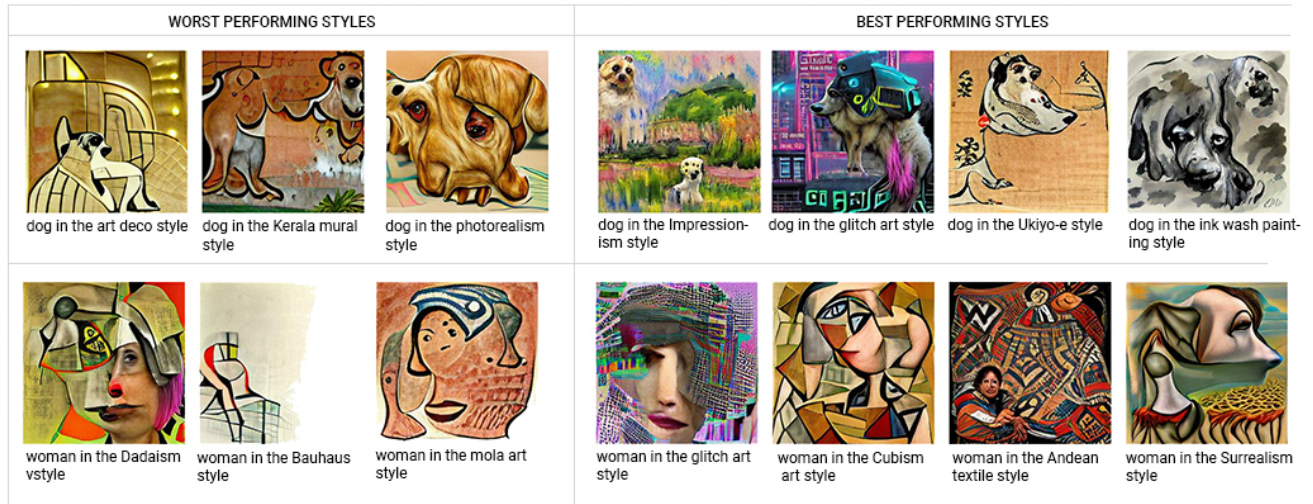 WORST PERFORMING STYLES
BEST PERFORMING STYLES
dog in the art deco style
dog in the Kerala mural
style
dog in the photorealism
style
dog in the Impression-
ism style
dog in the glitch art style
dog in the Ukiyo-e style
dog in the ink wash paint-
ing style
woman in the Dadaism
vstyle
woman in the Bauhaus
style
woman in the mola art
style
woman in the glitch art
style
woman in the Cubism
art style
woman in the Andean
textile style
woman in the Surrealism
style